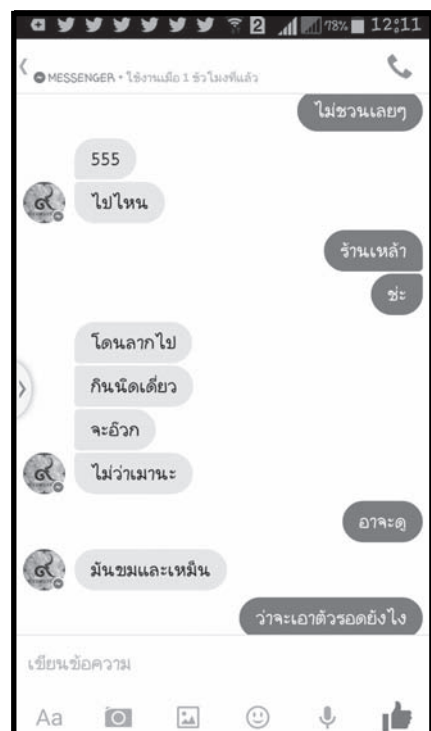 2 78% 12:11
MESSENGER • ใช้งานเมื่อ 1 ชั่วโมงที่แล้ว
ไม่ชวนเลยๆ
555
ไปไหน
ร้านเหล้า
ช่ะ
โดนลากไป
กินนิดเดี่ยว
จะอ๊วก
ไม่ว่าเมานะ
อาจะดู
มันขมและเหม็น
ว่าจะเอาตัวรอดยังไง
เขียนข้อความ
Aa